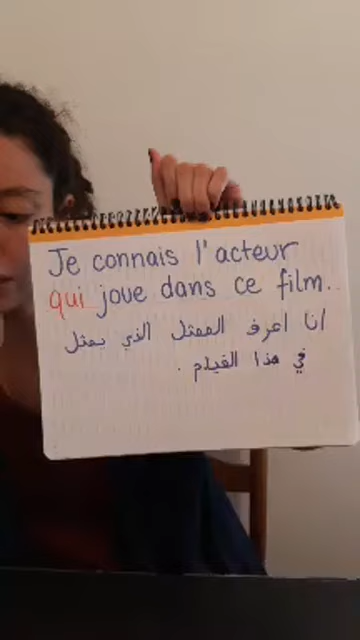 Je connais l'acteur
qui joue dans ce film.
انا اعرف الممثل الذي يمثل
في هذا الفيلم .